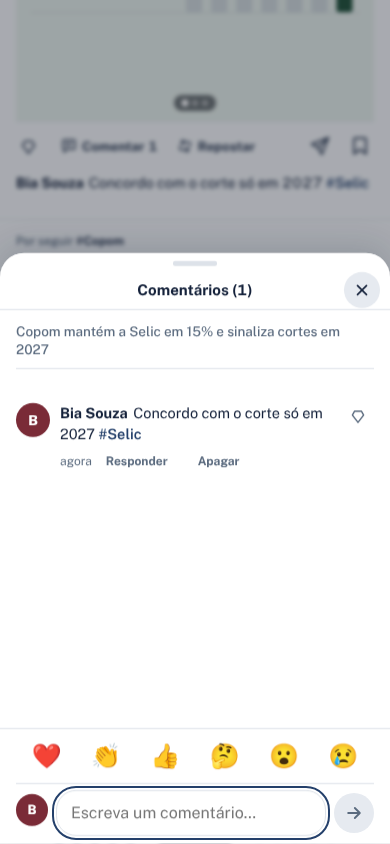 Comentar 1
Repostar
Bia Souza Concordo com o corte só em 2027 #Selic
Por seguir #Copom
Comentários (1)
Copom mantém a Selic em 15% e sinaliza cortes em
2027
B
Bia Souza Concordo com o corte só em
2027 #Selic
agora Responder Apagar
B
Escreva um comentário...